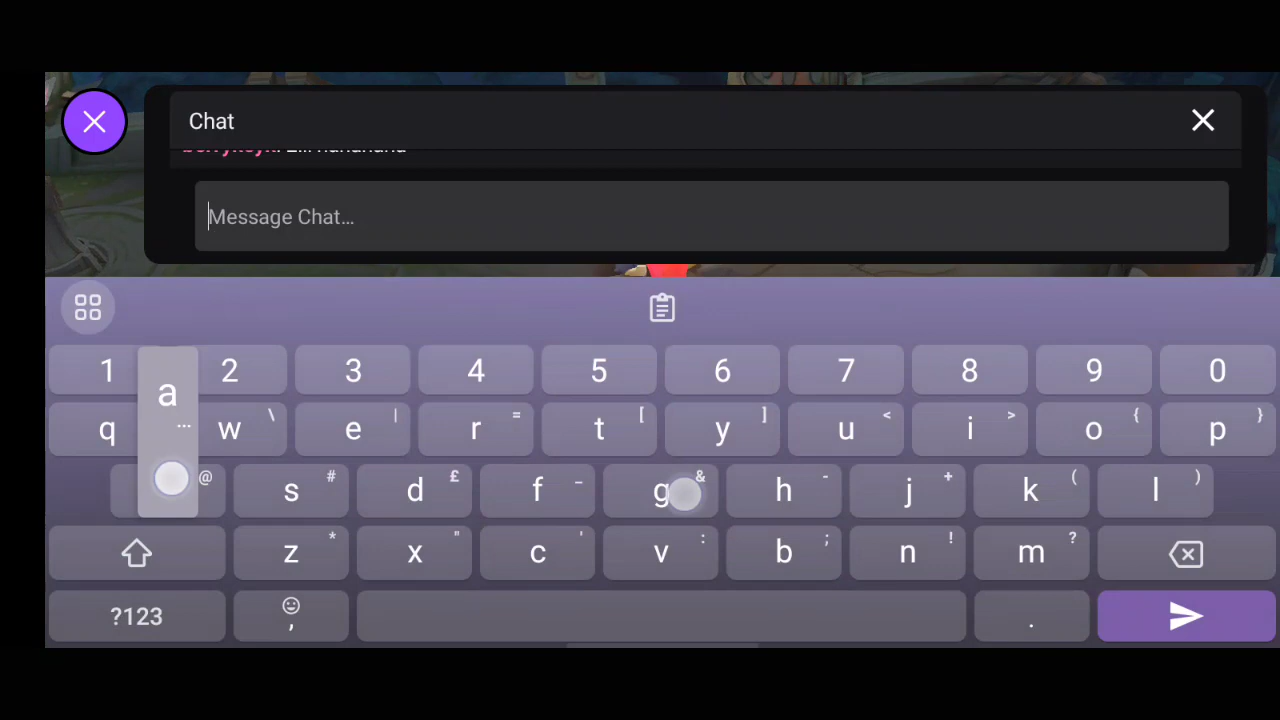 Chat
Message Chat…
1 2 3 4 5 6 7 8 9 0
a
…
q w \ e | r = t [ y ] u < i > o { p }
@ s # d £ f _ g & h - j + k ( l )
z * x " c ' v : b ; n ! m ?
?123 , .